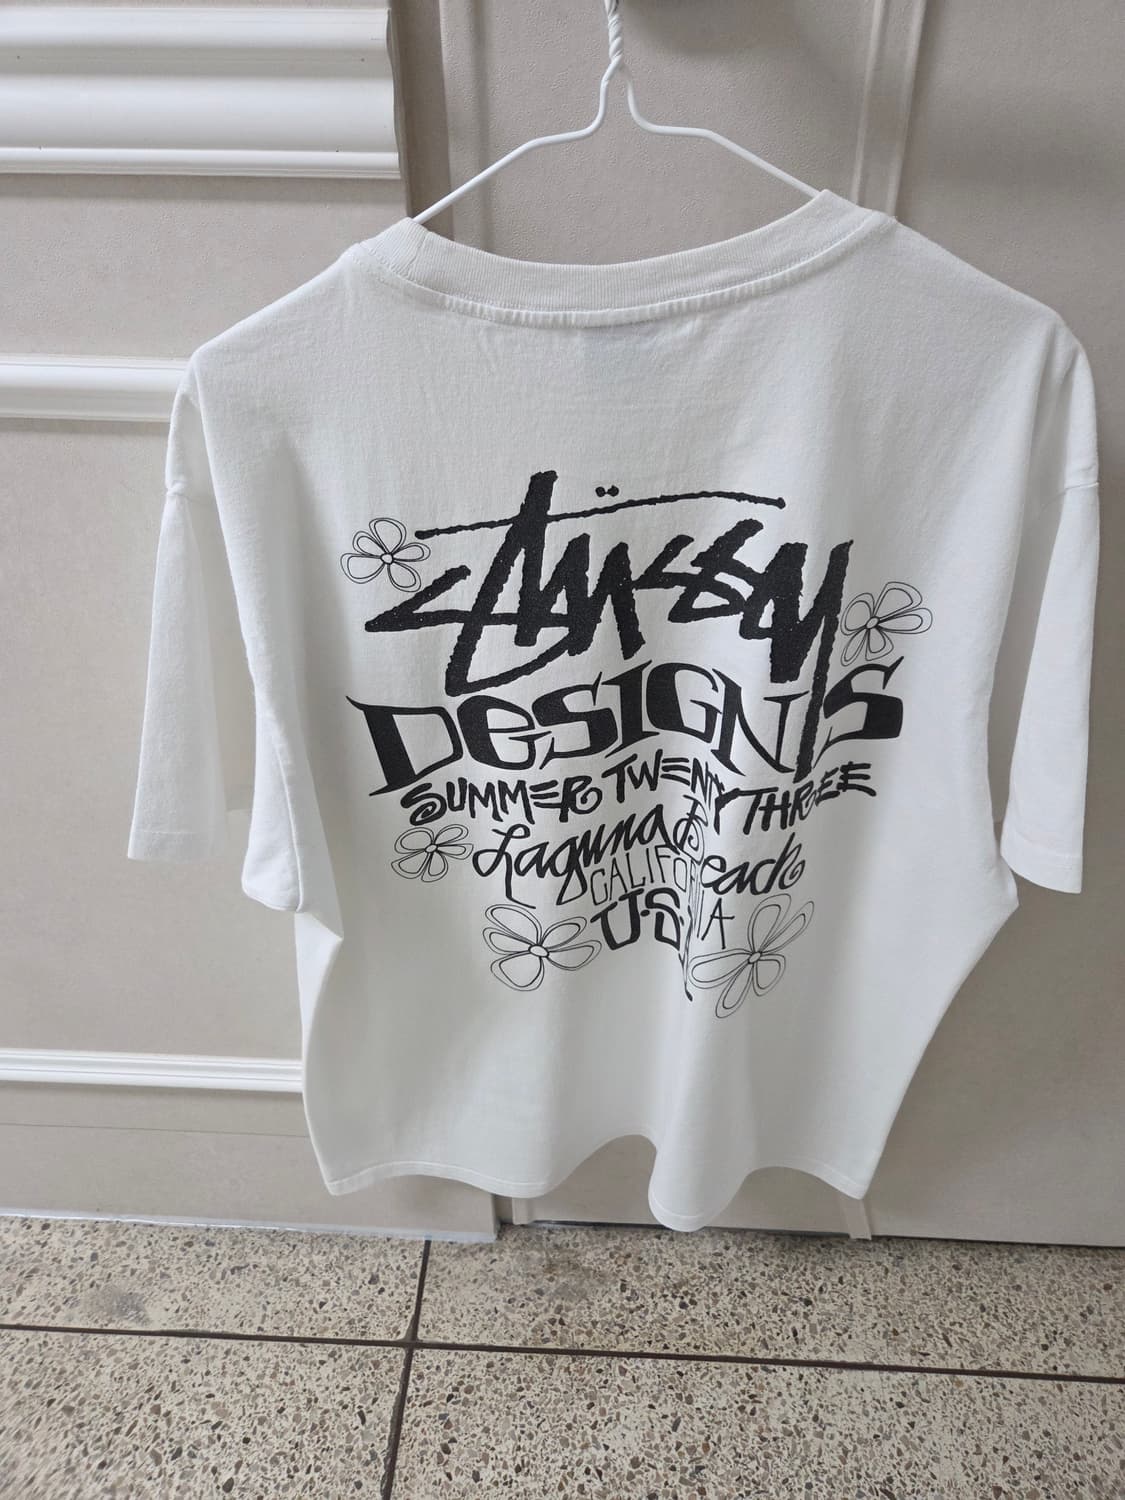 Stüssy
DESIGNS
SUMMER TWENTY THREE
Laguna Beach
CALIFORNIA
U.S.A